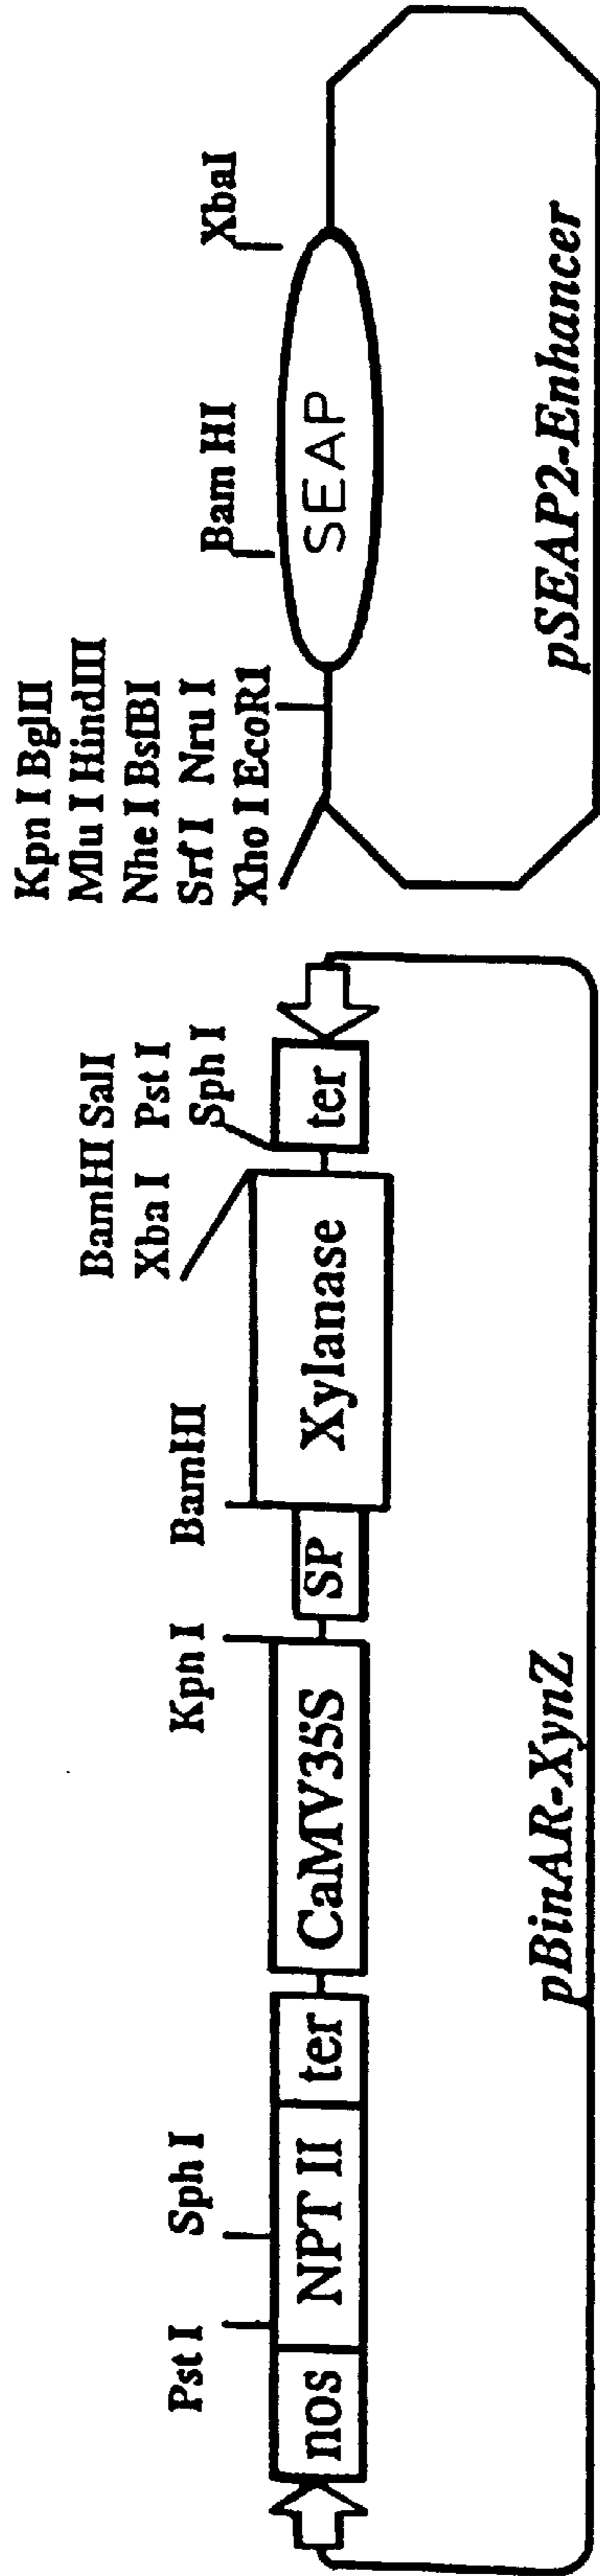 Pst I
Sph I
Kpn I
BamHI
BamHI SalI
Xba I Pst I
Sph I
nos
NPT II
ter
CaMV35S
SP
Xylanase
ter
pBinAR-XynZ
Kpn I BglII
Mlu I HindIII
Nhe I BsfBI
Srf I Nru I
Xho I EcoR1
Bam HI
XbaI
SEAP
pSEAP2-Enhancer